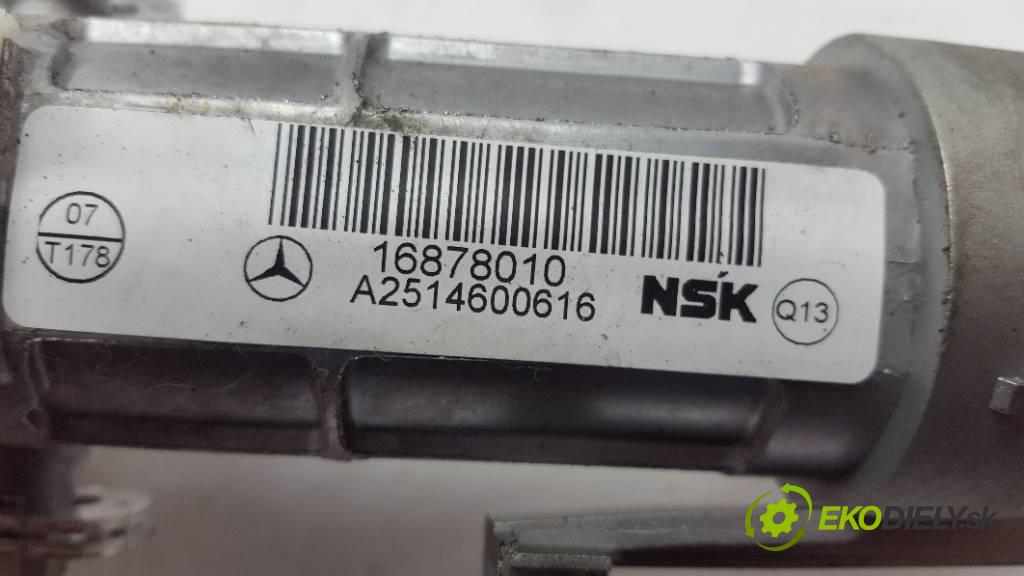 07
T178
16878010
A2514600616
NSK
Q13
EKODIELY.sk